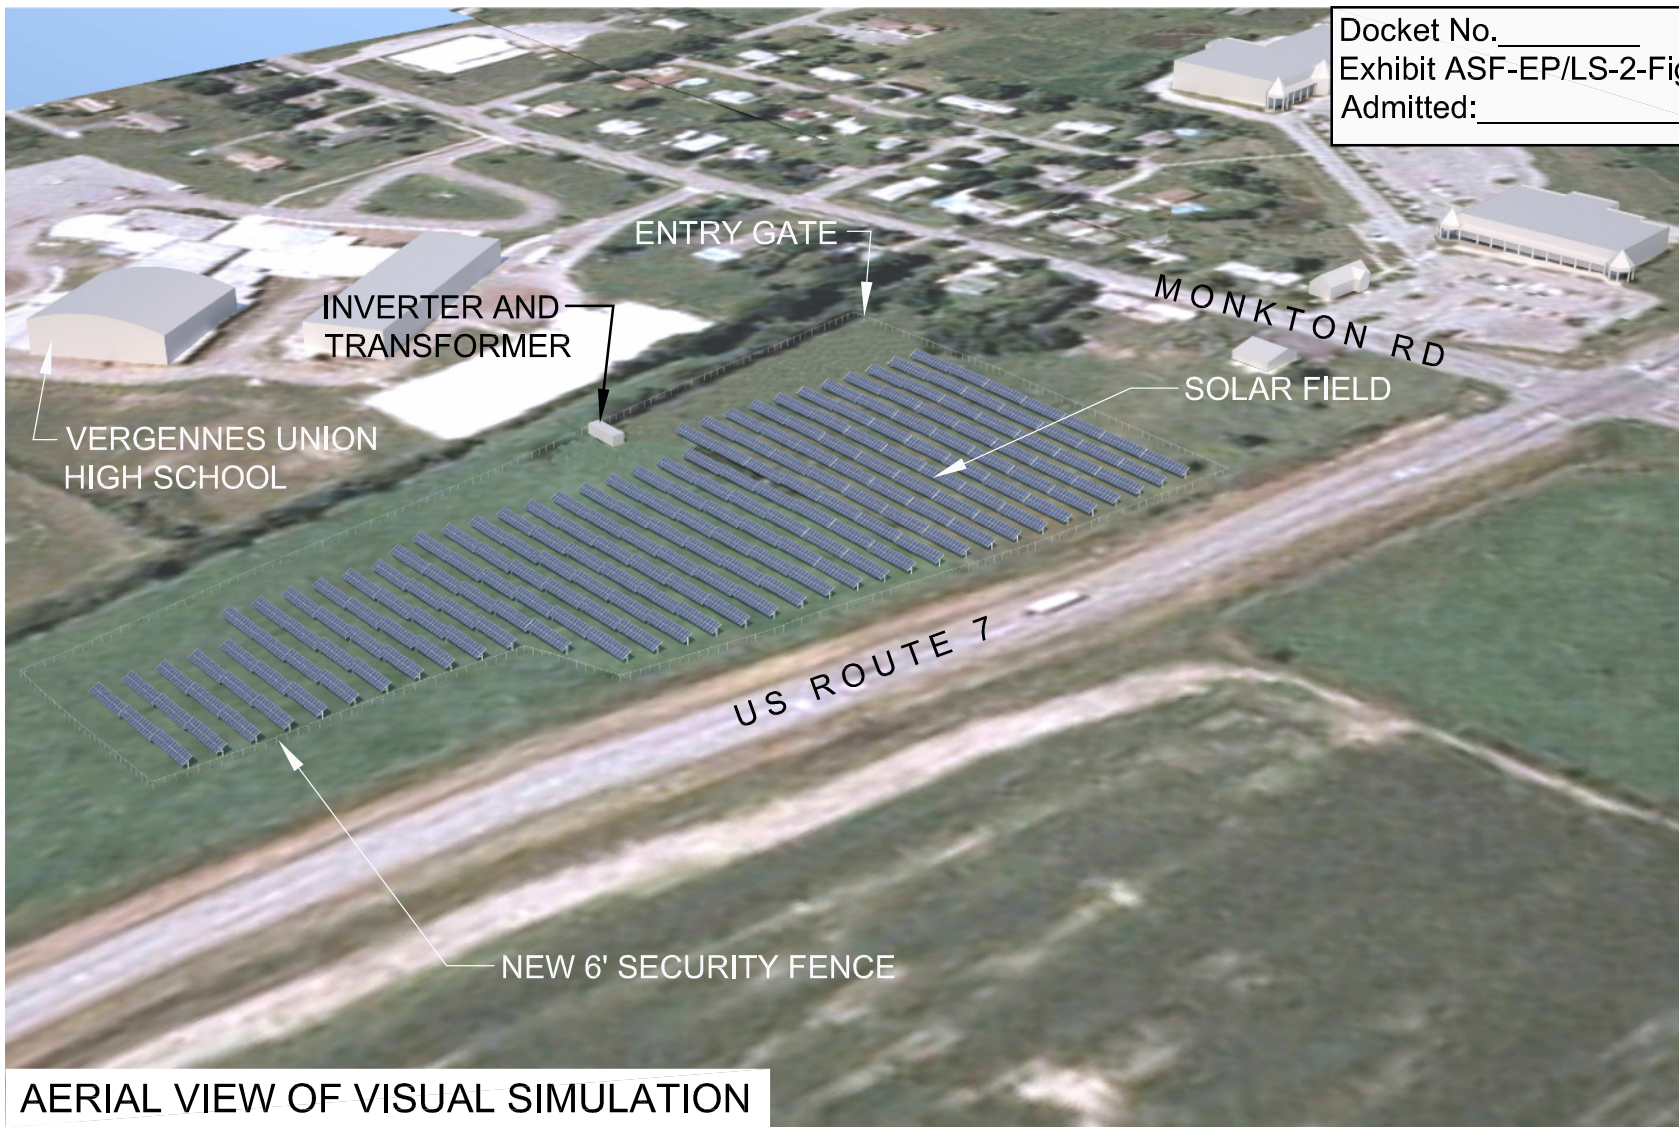 Docket No.
Exhibit ASF-EP/LS-2-Fig
Admitted:
ENTRY GATE
INVERTER AND
TRANSFORMER
MONKTON RD
SOLAR FIELD
VERGENNES UNION
HIGH SCHOOL
US ROUTE 7
NEW 6' SECURITY FENCE
AERIAL VIEW OF VISUAL SIMULATION